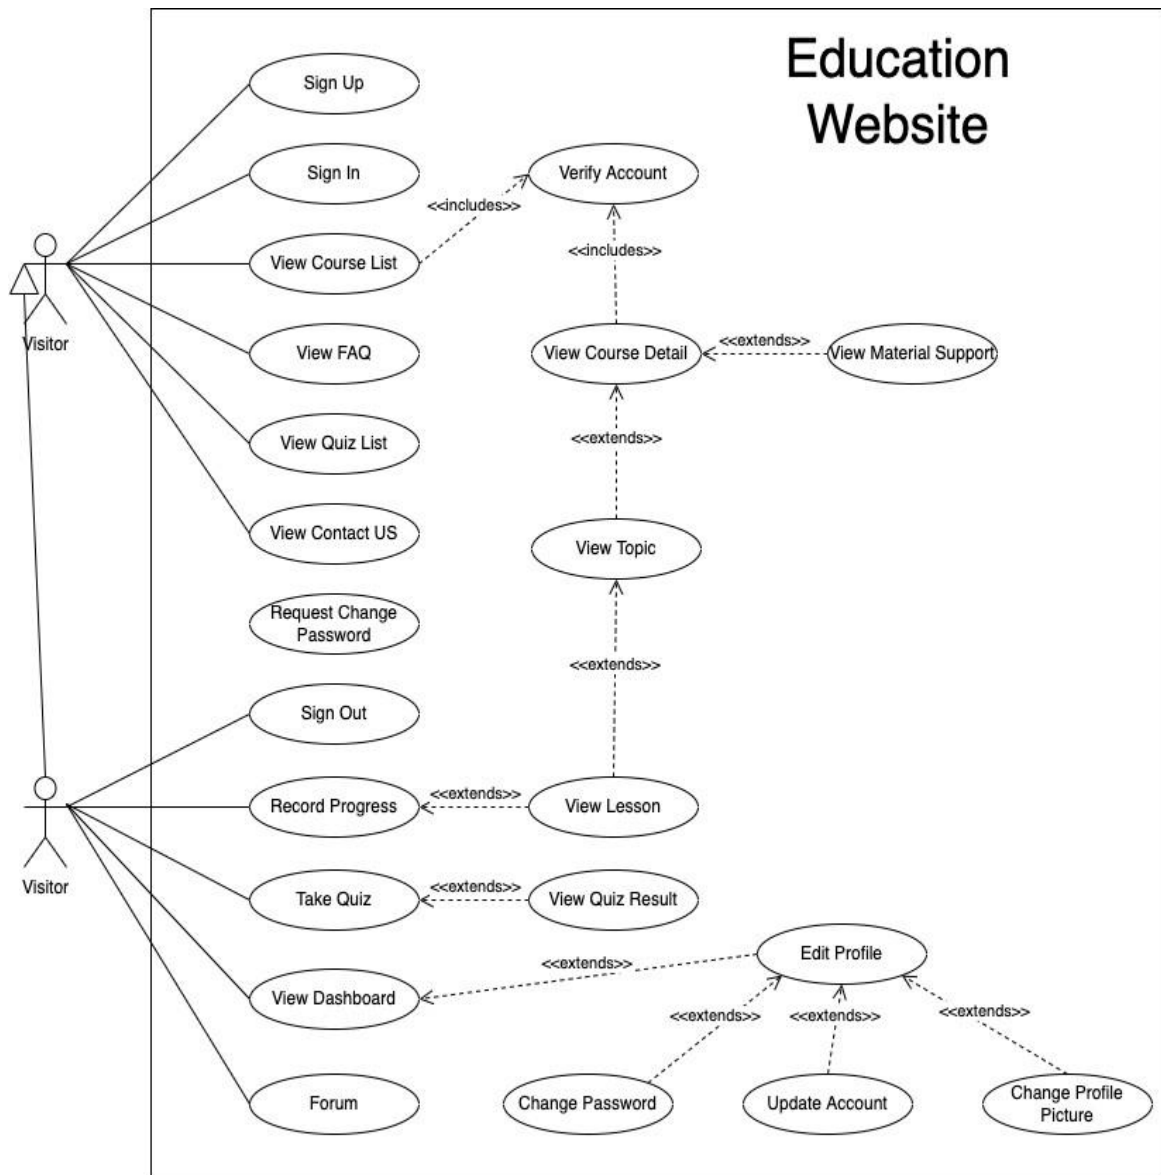 Education
Website
Sign Up
Sign In
Verify Account
<<includes>>
View Course List
<<includes>>
Visitor
View FAQ
View Course Detail
<<extends>>
View Material Support
View Quiz List
<<extends>>
View Contact US
View Topic
Request Change
Password
<<extends>>
Sign Out
Record Progress
<<extends>>
View Lesson
Visitor
Take Quiz
<<extends>>
View Quiz Result
Edit Profile
<<extends>>
View Dashboard
<<extends>>
<<extends>>
<<extends>>
Forum
Change Password
Update Account
Change Profile
Picture